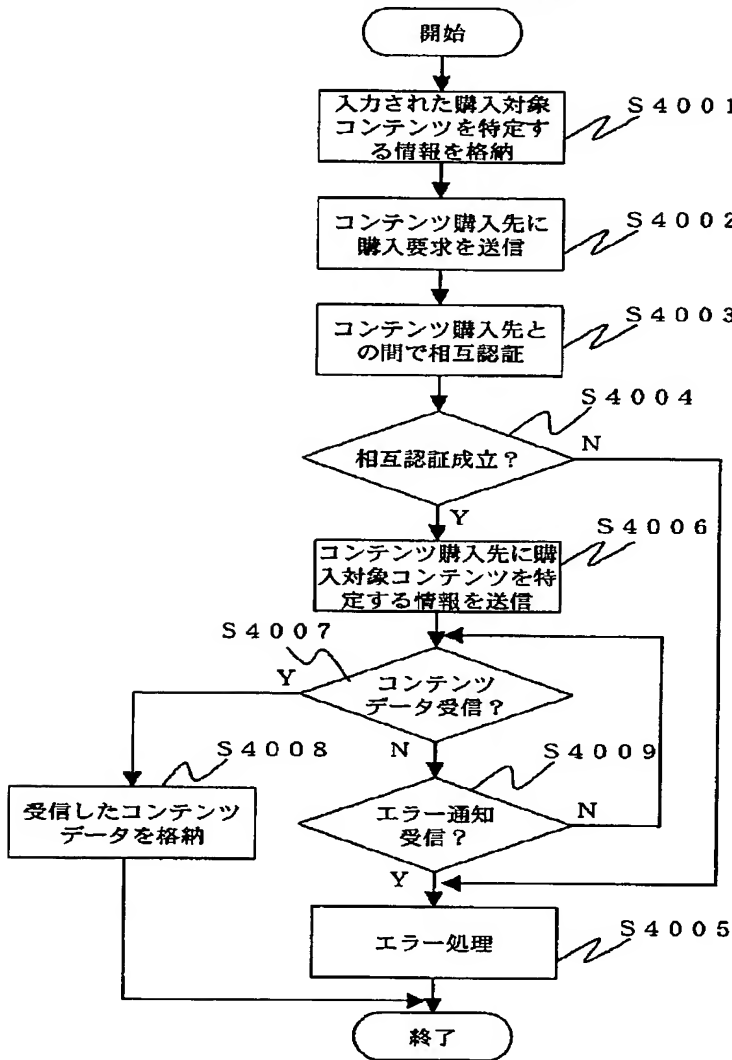 開始
入力された購入対象
コンテンツを特定す
る情報を格納
S4001
コンテンツ購入先に
購入要求を送信
S4002
コンテンツ購入先と
の間で相互認証
S4003
S4004
相互認証成立？
N
Y
コンテンツ購入先に購
入対象コンテンツを特
定する情報を送信
S4006
S4007
Y
コンテンツ
データ受信？
N
S4008
受信したコンテンツ
データを格納
S4009
エラー通知
受信？
N
Y
エラー処理
S4005
終了